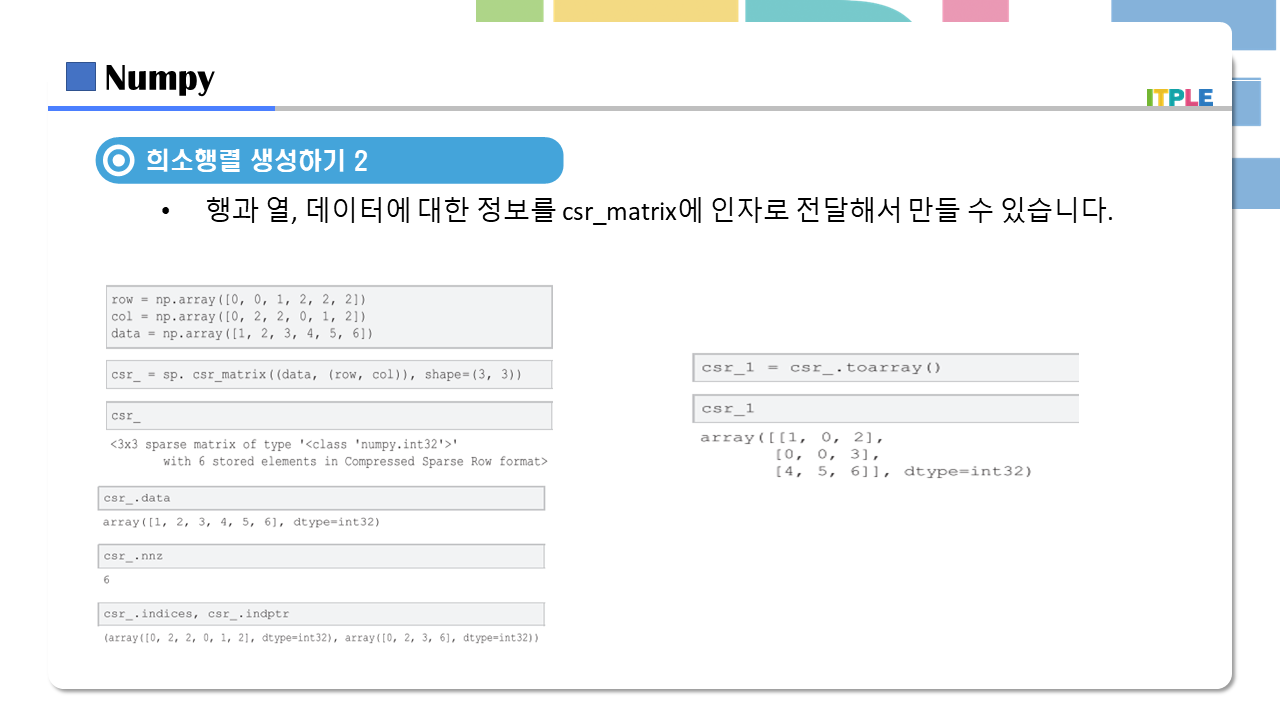 Numpy
ITPLE
희소행렬 생성하기 2
• 행과 열, 데이터에 대한 정보를 csr_matrix에 인자로 전달해서 만들 수 있습니다.
row = np.array([0, 0, 1, 2, 2, 2])
col = np.array([0, 2, 2, 0, 1, 2])
data = np.array([1, 2, 3, 4, 5, 6])
csr_ = sp. csr_matrix((data, (row, col)), shape=(3, 3))
csr_
<3x3 sparse matrix of type '<class 'numpy.int32'>'
with 6 stored elements in Compressed Sparse Row format>
csr_.data
array([1, 2, 3, 4, 5, 6], dtype=int32)
csr_.nnz
6
csr_.indices, csr_.indptr
(array([0, 2, 2, 0, 1, 2], dtype=int32), array([0, 2, 3, 6], dtype=int32))
csr_1 = csr_.toarray()
csr_1
array([[1, 0, 2],
[0, 0, 3],
[4, 5, 6]], dtype=int32)